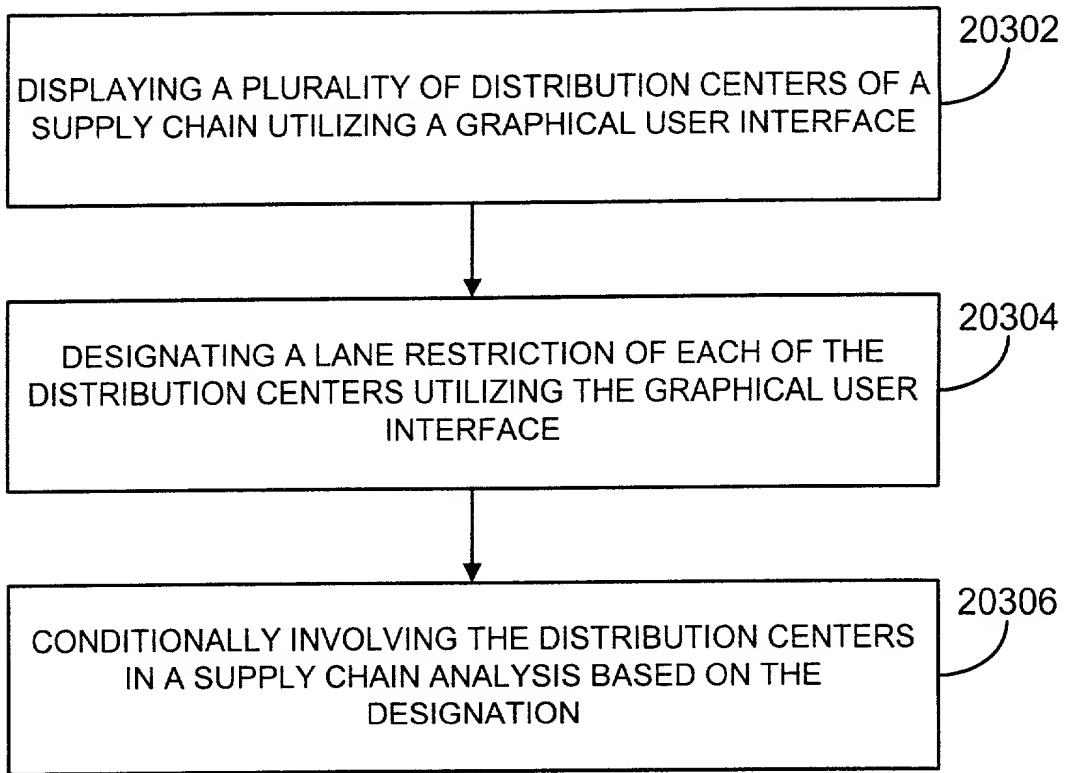 20302
DISPLAYING A PLURALITY OF DISTRIBUTION CENTERS OF A
SUPPLY CHAIN UTILIZING A GRAPHICAL USER INTERFACE
20304
DESIGNATING A LANE RESTRICTION OF EACH OF THE
DISTRIBUTION CENTERS UTILIZING THE GRAPHICAL USER
INTERFACE
20306
CONDITIONALLY INVOLVING THE DISTRIBUTION CENTERS
IN A SUPPLY CHAIN ANALYSIS BASED ON THE
DESIGNATION